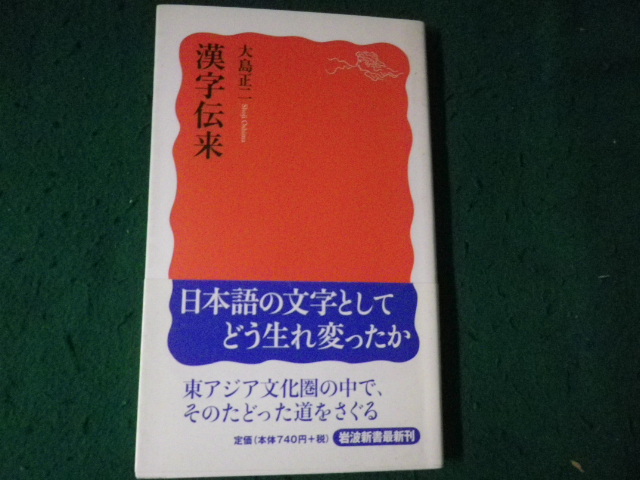 漢字伝来
大島正二
Shoji Oshima
日本語の文字として
どう生れ変ったか
東アジア文化圏の中で、
そのたどった道をさぐる
定価(本体740円+税)
岩波新書最新刊